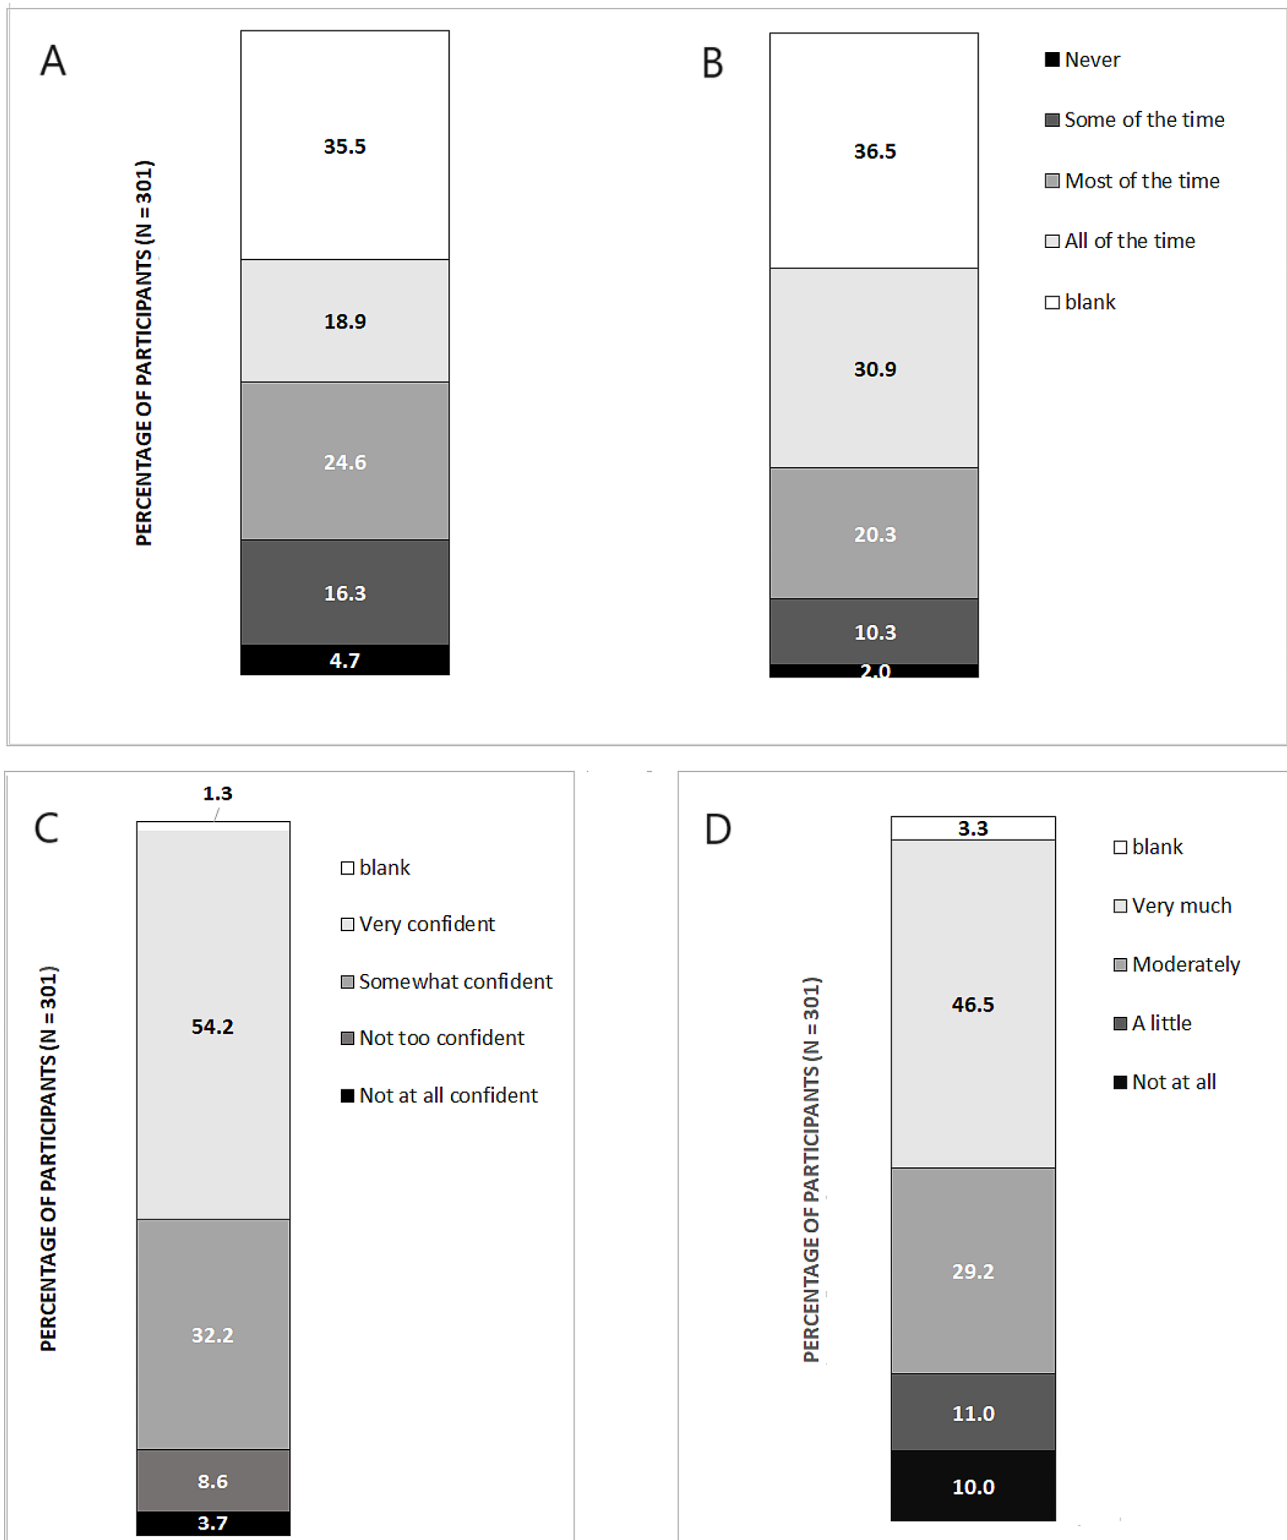 A
PERCENTAGE OF PARTICIPANTS (N = 301)
35.5
18.9
24.6
16.3
4.7
B
36.5
30.9
20.3
10.3
2.0
Never
Some of the time
Most of the time
All of the time
blank
C
PERCENTAGE OF PARTICIPANTS (N = 301)
1.3
54.2
32.2
8.6
3.7
blank
Very confident
Somewhat confident
Not too confident
Not at all confident
D
PERCENTAGE OF PARTICIPANTS (N = 301)
3.3
46.5
29.2
11.0
10.0
blank
Very much
Moderately
A little
Not at all